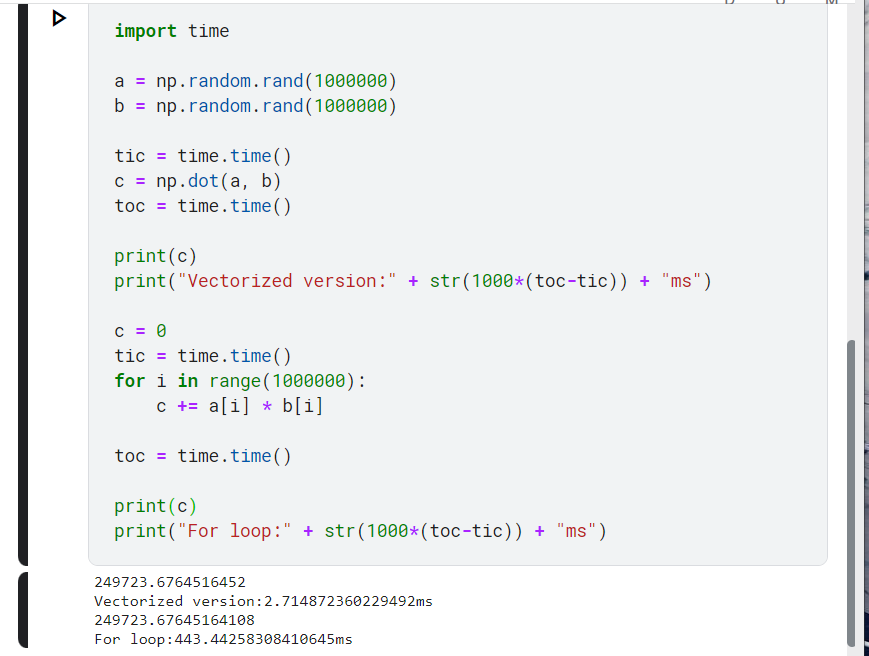 import time
a = np.random.rand(1000000)
b = np.random.rand(1000000)
tic = time.time()
c = np.dot(a, b)
toc = time.time()
print(c)
print("Vectorized version:" + str(1000*(toc-tic)) + "ms")
c = 0
tic = time.time()
for i in range(1000000):
    c += a[i] * b[i]
toc = time.time()
print(c)
print("For loop:" + str(1000*(toc-tic)) + "ms")
249723.6764516452
Vectorized version:2.714872360229492ms
249723.67645164108
For loop:443.44258308410645ms